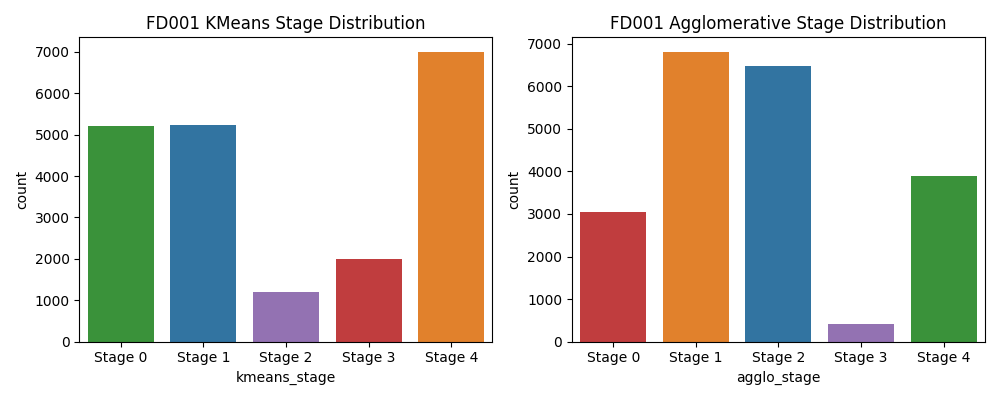 FD001 KMeans Stage Distribution
7000
6000
5000
4000
3000
2000
1000
0
count
Stage 0 Stage 1 Stage 2 Stage 3 Stage 4
kmeans_stage
FD001 Agglomerative Stage Distribution
7000
6000
5000
4000
3000
2000
1000
0
count
Stage 0 Stage 1 Stage 2 Stage 3 Stage 4
agglo_stage